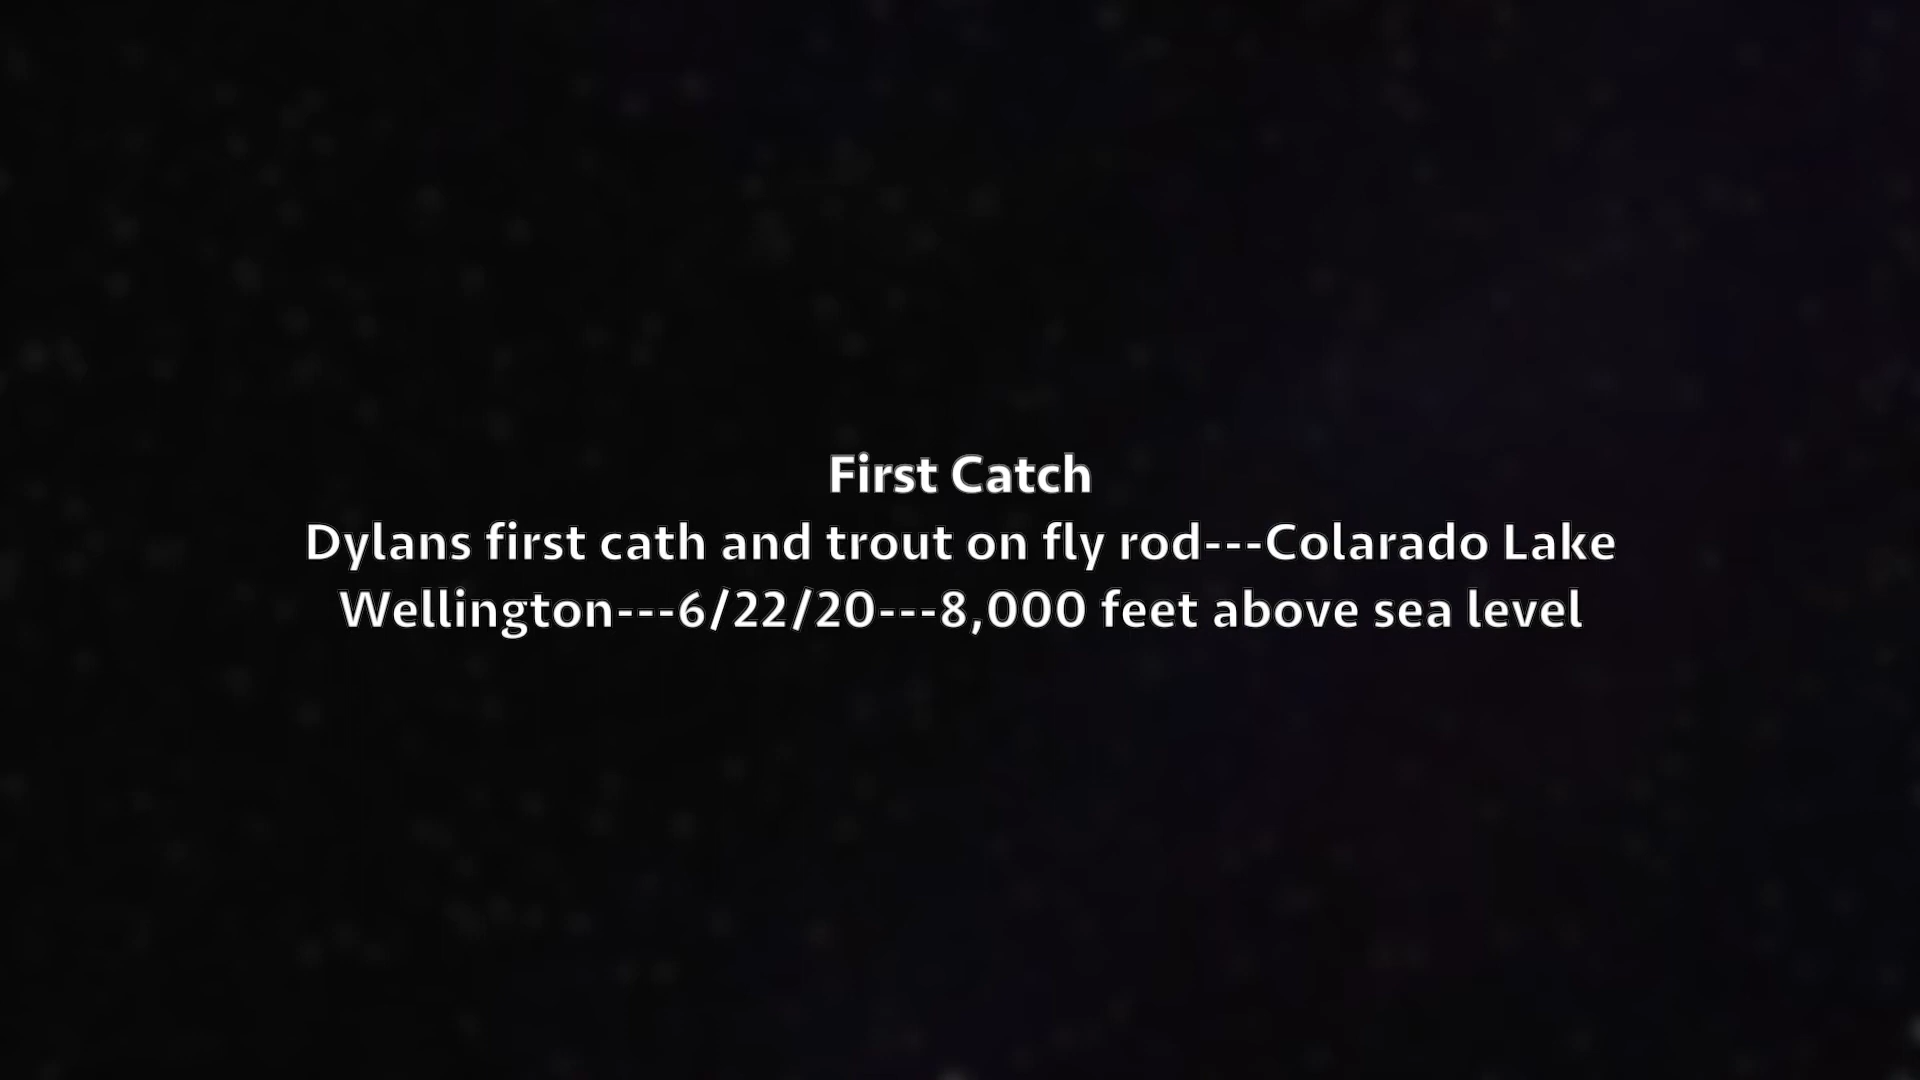 First Catch
Dylans first cath and trout on fly rod---Colarado Lake
Wellington---6/22/20---8,000 feet above sea level